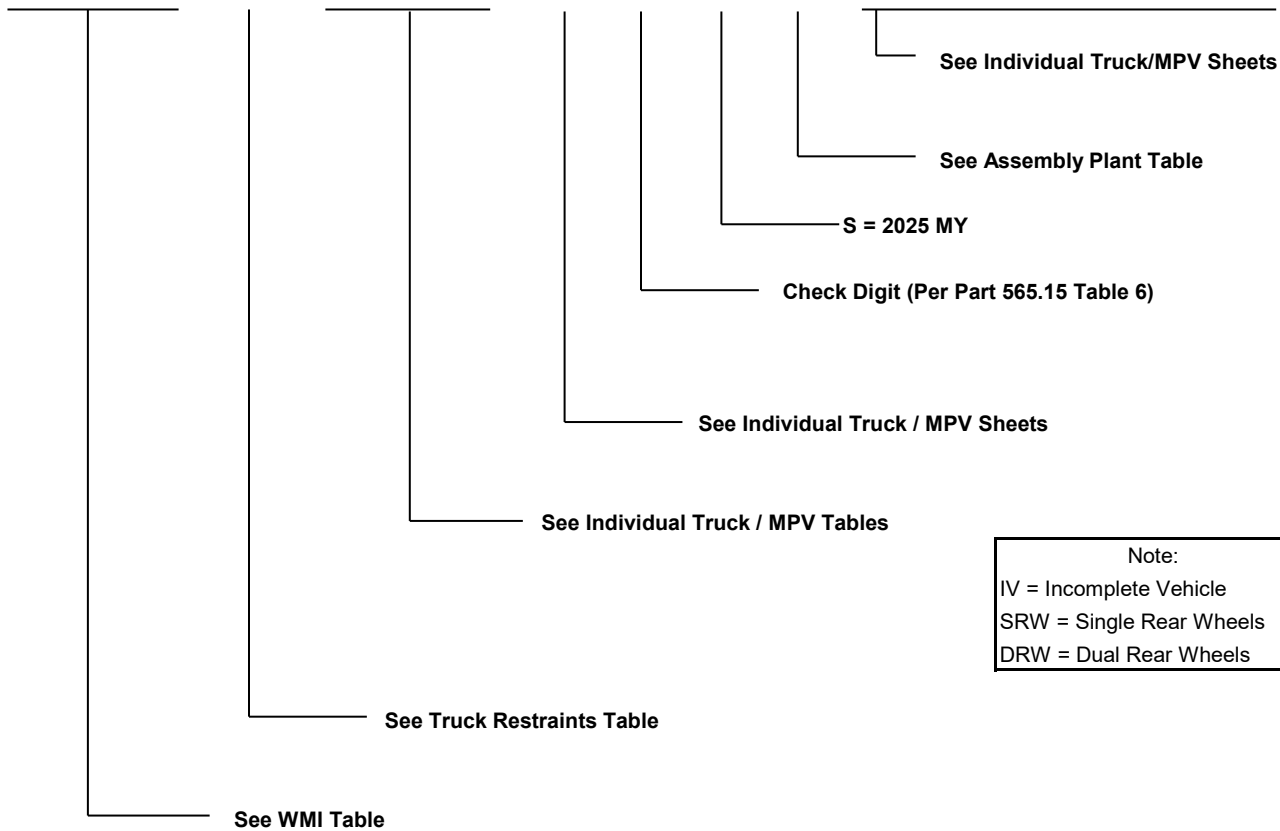 See Individual Truck/MPV Sheets
See Assembly Plant Table
S = 2025 MY
Check Digit (Per Part 565.15 Table 6)
See Individual Truck / MPV Sheets
See Individual Truck / MPV Tables
Note:
IV = Incomplete Vehicle
SRW = Single Rear Wheels
DRW = Dual Rear Wheels
See Truck Restraints Table
See WMI Table